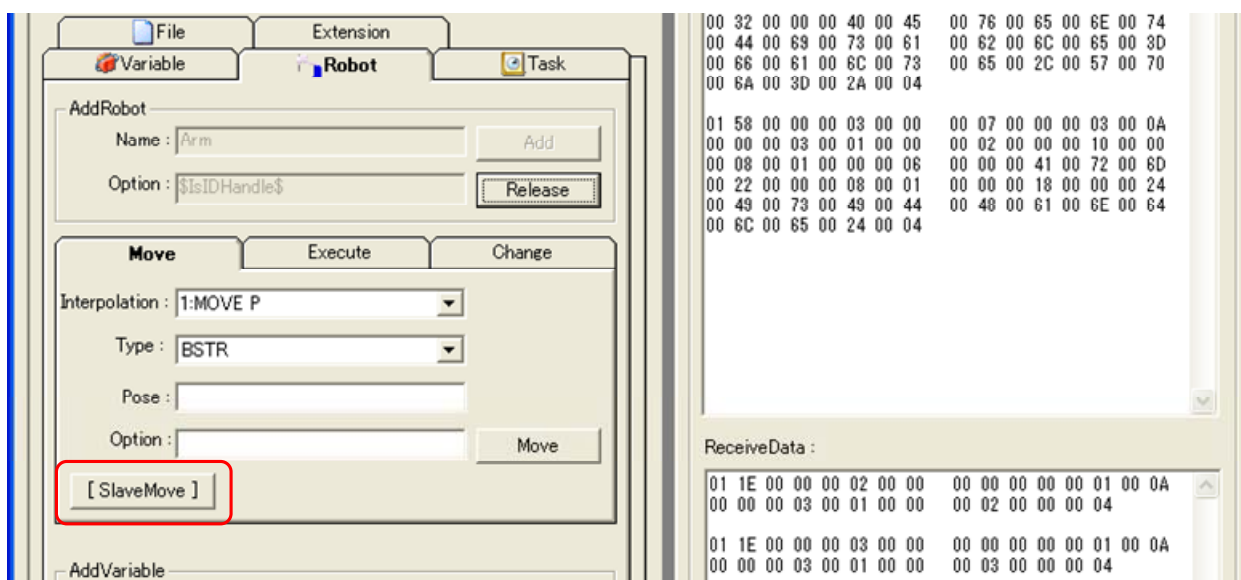 File
Extension
Variable
Robot
Task
AddRobot
Name : Arm
Add
Option : $IsIDHandle$
Release
Move
Execute
Change
Interpolation : 1:MOVE P
Type : BSTR
Pose :
Option :
Move
[ SlaveMove ]
AddVariable
00 32 00 00 00 40 00 45 00 76 00 65 00 6E 00 74
00 44 00 69 00 73 00 61 00 62 00 6C 00 65 00 3D
00 66 00 61 00 6C 00 73 00 65 00 2C 00 57 00 70
00 6A 00 3D 00 2A 00 04
01 58 00 00 00 03 00 00 00 07 00 00 00 03 00 0A
00 00 00 03 00 01 00 00 00 02 00 00 00 10 00 00
00 08 00 01 00 00 00 06 00 00 00 41 00 72 00 6D
00 22 00 00 00 08 00 01 00 00 00 18 00 00 00 24
00 49 00 73 00 49 00 44 00 48 00 61 00 6E 00 64
00 6C 00 65 00 24 00 04
ReceiveData :
01 1E 00 00 00 02 00 00 00 00 00 00 00 01 00 0A
00 00 00 03 00 01 00 00 00 02 00 00 00 04
01 1E 00 00 00 03 00 00 00 00 00 00 00 01 00 0A
00 00 00 03 00 01 00 00 00 03 00 00 00 04